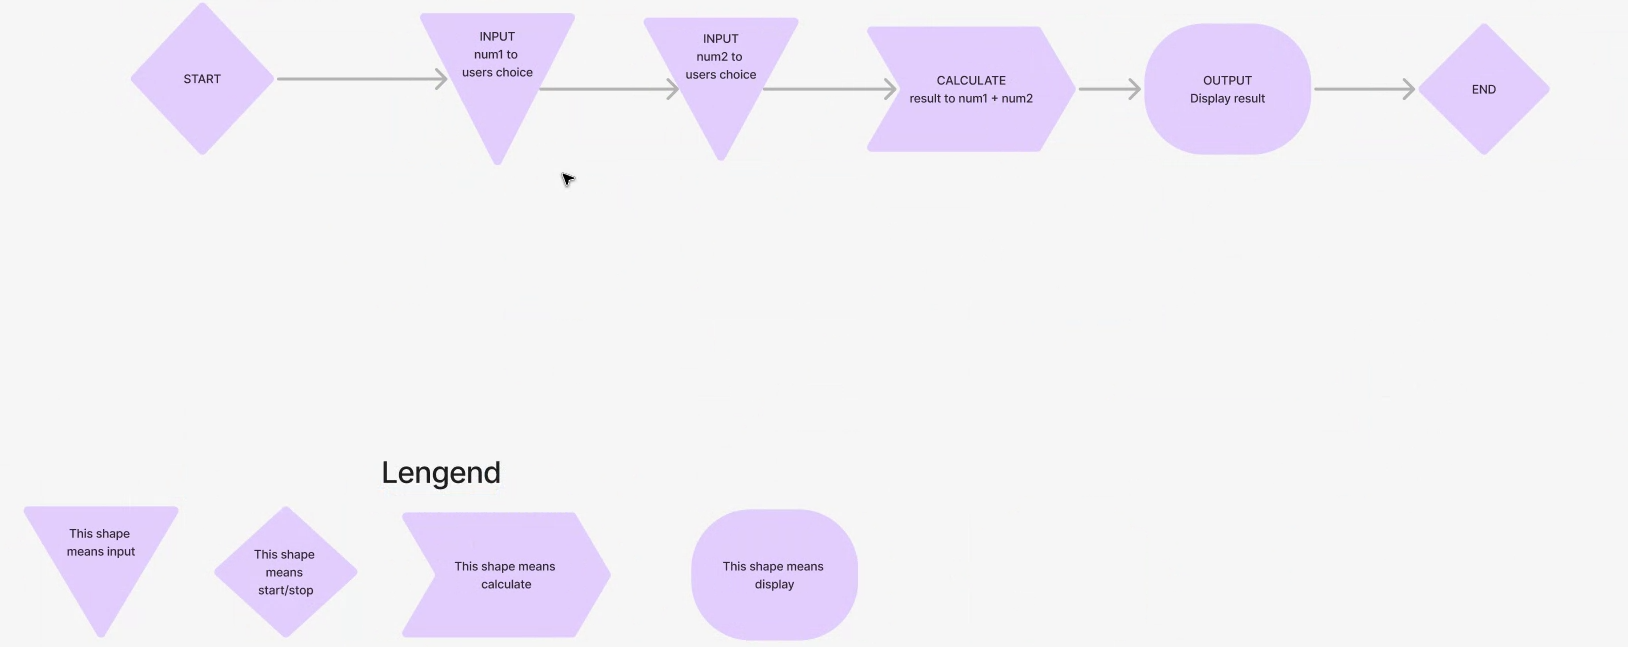 START
INPUT
num1 to
users choice
INPUT
num2 to
users choice
CALCULATE
result to num1 + num2
OUTPUT
Display result
END
Lengend
This shape
means input
This shape
means
start/stop
This shape means
calculate
This shape means
display